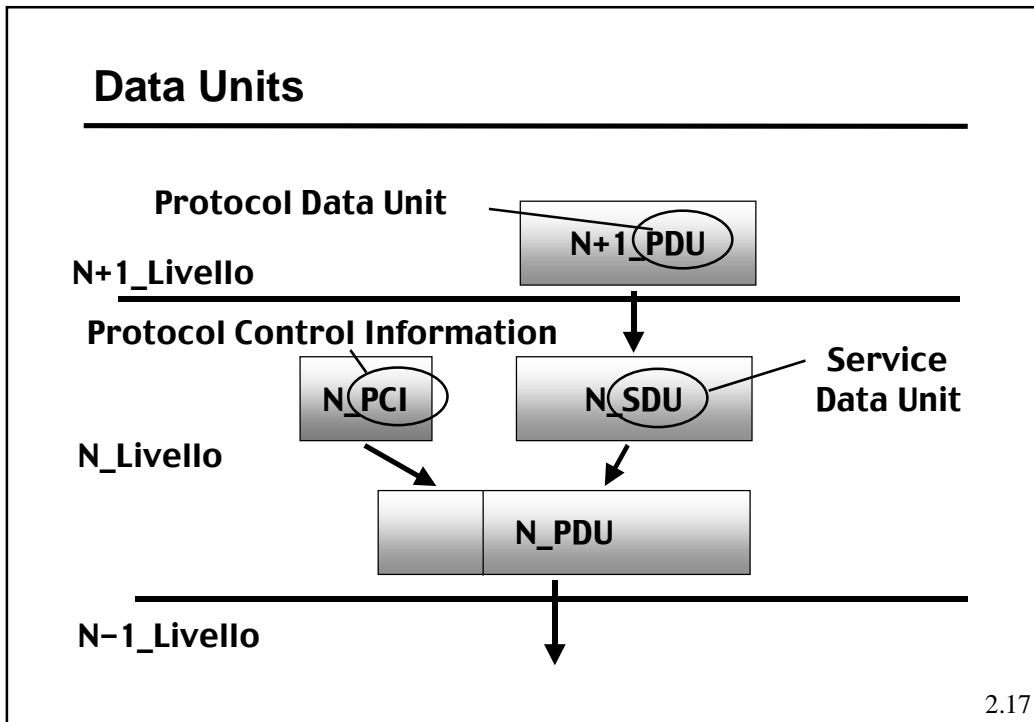 Data Units
Protocol Data Unit
N+1_PDU
N+1_Livello
Protocol Control Information
N_PCI
N_SDU
Service
Data Unit
N_Livello
N_PDU
N-1_Livello
2.17